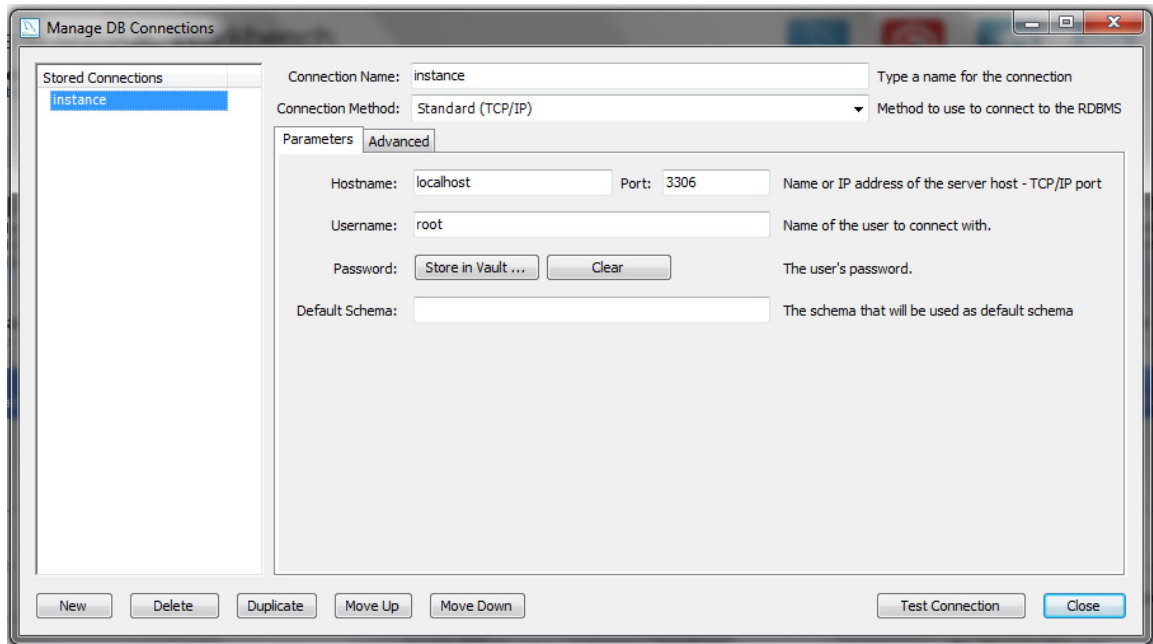 Manage DB Connections
Stored Connections
instance
Connection Name: instance Type a name for the connection
Connection Method: Standard (TCP/IP) Method to use to connect to the RDBMS
Parameters Advanced
Hostname: localhost Port: 3306 Name or IP address of the server host - TCP/IP port
Username: root Name of the user to connect with.
Password: Store in Vault ... Clear The user's password.
Default Schema: The schema that will be used as default schema
New Delete Duplicate Move Up Move Down Test Connection Close